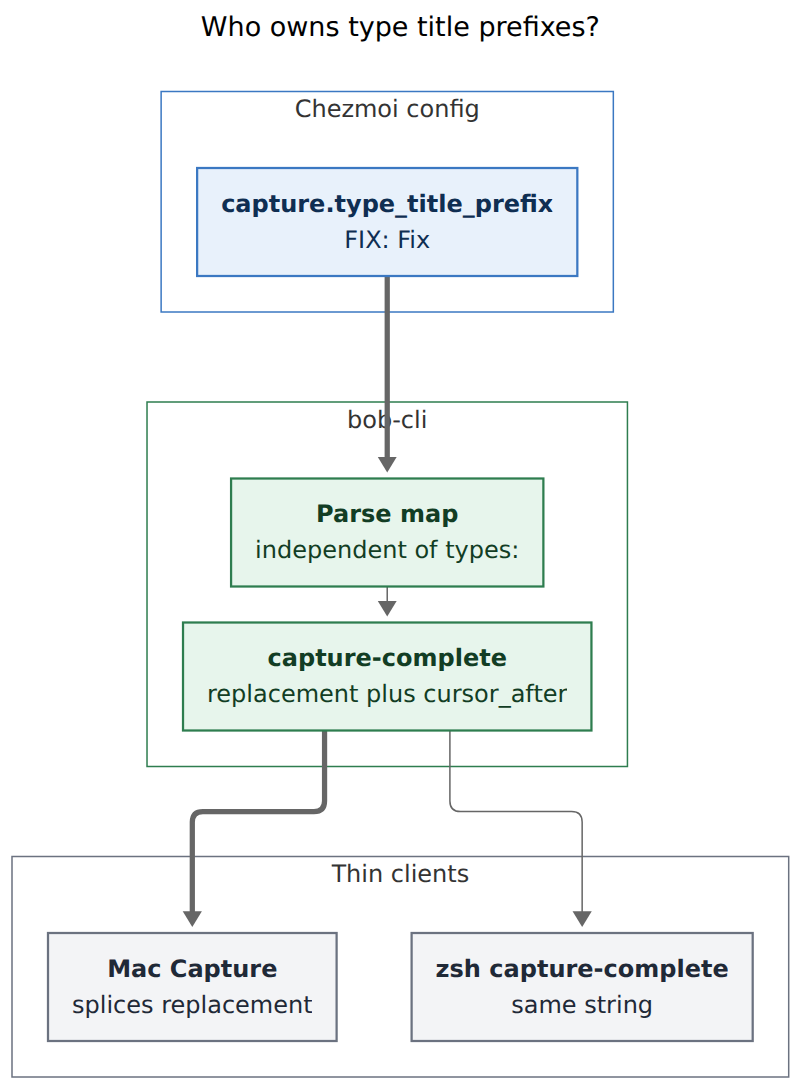 Who owns type title prefixes?
Chezmoi config
capture.type_title_prefix
FIX: Fix
bob-cli
Parse map
independent of types:
capture-complete
replacement plus cursor_after
Thin clients
Mac Capture
splices replacement
zsh capture-complete
same string